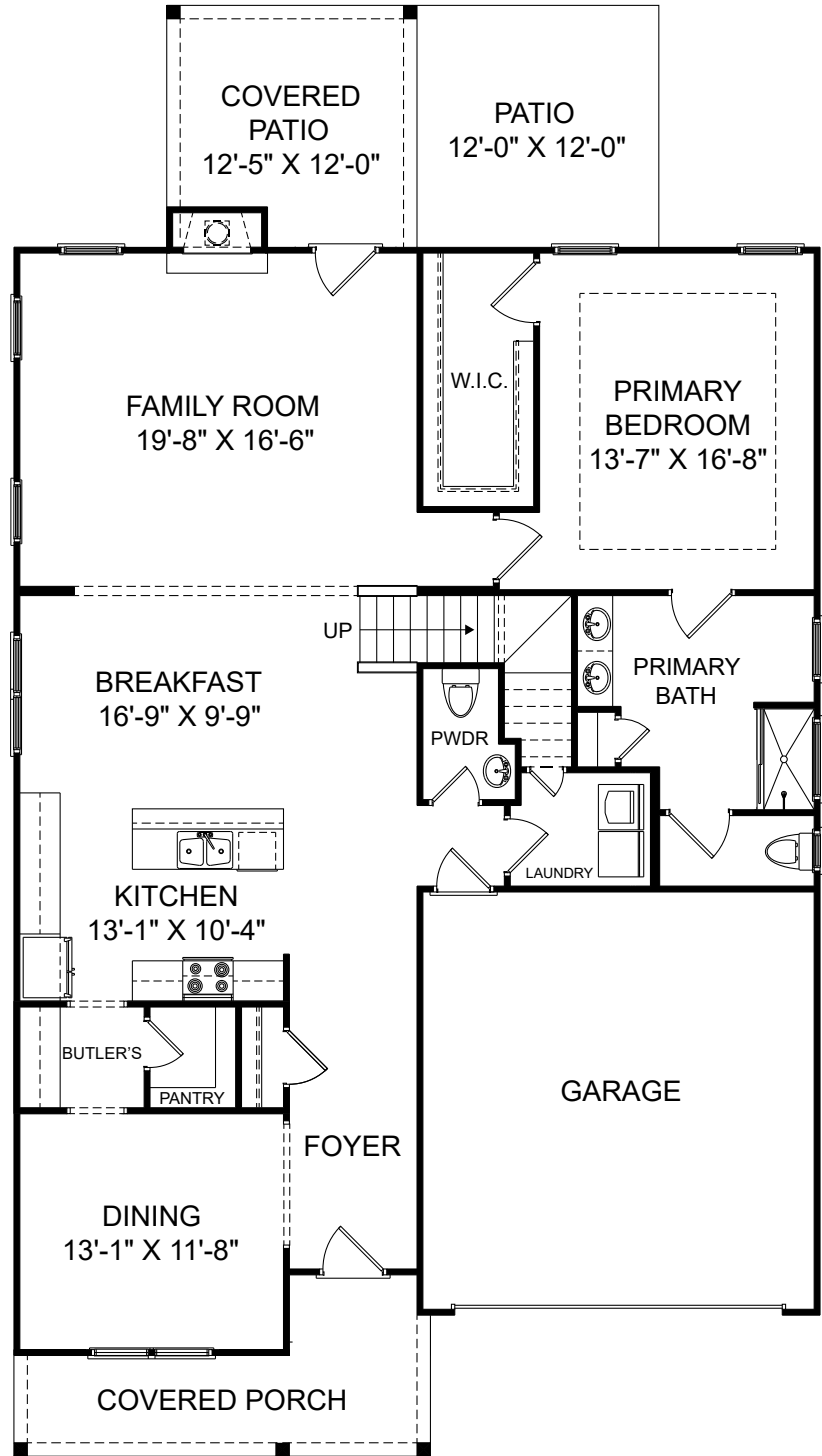 COVERED
PATIO
12'-5" X 12'-0"
PATIO
12'-0" X 12'-0"
FAMILY ROOM
19'-8" X 16'-6"
W.I.C.
PRIMARY
BEDROOM
13'-7" X 16'-8"
UP
BREAKFAST
16'-9" X 9'-9"
PWDR
PRIMARY
BATH
LAUNDRY
KITCHEN
13'-1" X 10'-4"
BUTLER'S
PANTRY
GARAGE
FOYER
DINING
13'-1" X 11'-8"
COVERED PORCH